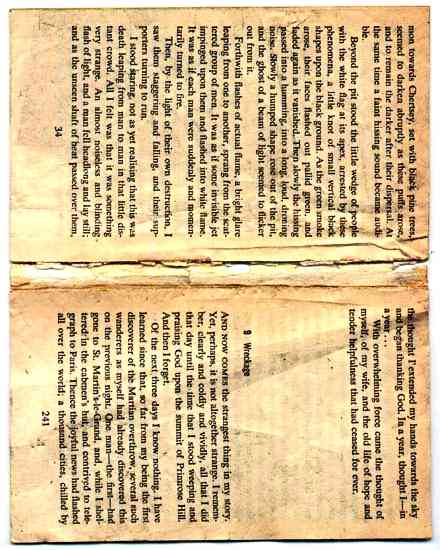 mon towards Chertsey, set with black pine trees,
seemed to darken abruptly as these puffs arose,
and to remain the darker after their dispersal. At
the same time a faint hissing sound became audi-
ble.
Beyond the pit stood the little wedge of people
with the white flag at its apex, arrested by these
phenomena, a little knot of small vertical black
shapes upon the black ground. As the green smoke
arose, their faces flashed out pallid green, and
faded again as it vanished. Then slowly the hissing
passed into a humming, into a long, loud, droning
noise. Slowly a humped shape rose out of the pit,
and the ghost of a beam of light seemed to flicker
out from it.
Forthwith flashes of actual flame, a bright glare
leaping from one to another, sprang from the scat-
tered group of men. It was as if some invisible jet
impinged upon them and flashed into white flame.
It was as if each man were suddenly and momen-
tarily turned to fire.
Then, by the light of their own destruction, I
saw them staggering and falling, and their sup-
porters turning to run.
I stood staring, not as yet realising that this was
death leaping from man to man in that little dis-
tant crowd. All I felt was that it was something
very strange. An almost noiseless and blinding
flash of light, and a man fell headlong and lay still;
and as the unseen shaft of heat passed over them,
34
the thought I extended my hands towards the sky
and began thanking God. In a year, thought I—in
a year . . .
With overwhelming force came the thought of
myself, of my wife, and the old life of hope and
tender helpfulness that had ceased for ever.
9 Wreckage
AND NOW COMES the strangest thing in my story.
Yet, perhaps, it is not altogether strange. I remem-
ber, clearly and coldly and vividly, all that I did
that day until the time that I stood weeping and
praising God upon the summit of Primrose Hill.
And then I forget.
Of the next three days I know nothing. I have
learned since that, so far from my being the first
discoverer of the Martian overthrow, several such
wanderers as myself had already discovered this
on the previous night. One man—the first—had
gone to St. Martin's-le-Grand, and, while I shel-
tered in the cabmen's hut, had contrived to tele-
graph to Paris. Thence the joyful news had flashed
all over the world; a thousand cities, chilled by
241